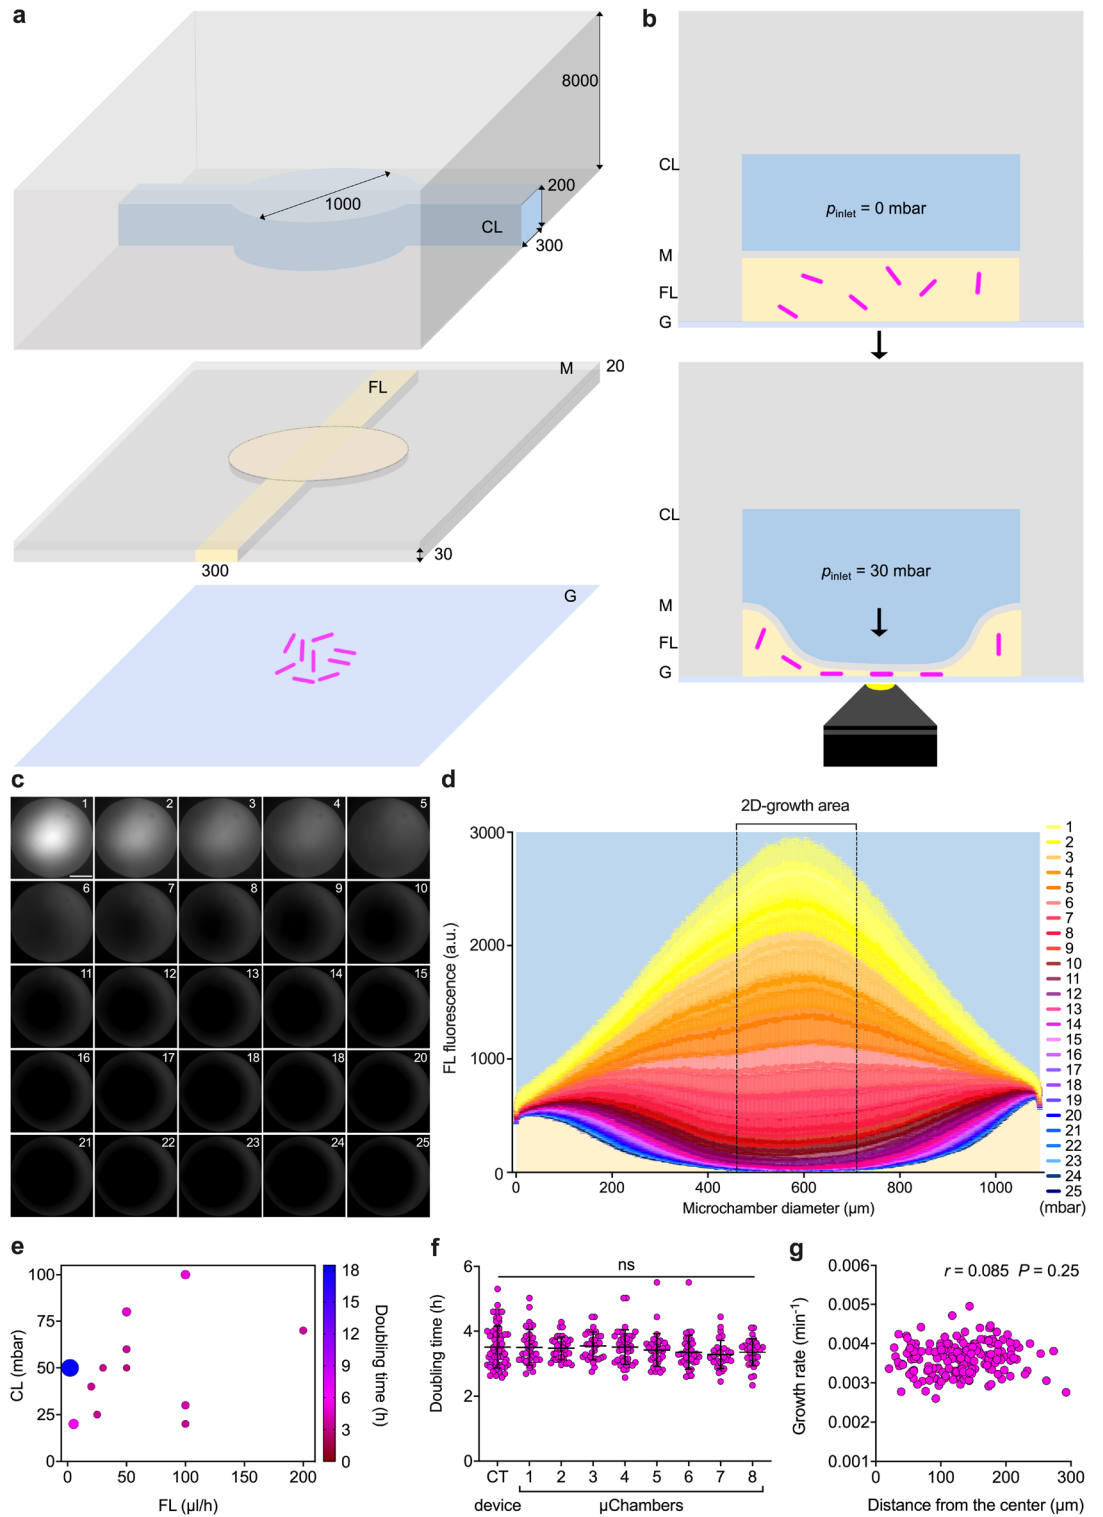 a
8000
1000
200
CL
300
M
20
FL
30
300
G
b
CL
p inlet = 0 mbar
M
FL
G
CL
p inlet = 30 mbar
M
FL
G
c
1 2 3 4 5
6 7 8 9 10
11 12 13 14 15
16 17 18 18 20
21 22 23 24 25
d
2D-growth area
3000
2000
1000
0
FL fluorescence (a.u.)
0 200 400 600 800 1000
Microchamber diameter (µm)
1
2
3
4
5
6
7
8
9
10
11
12
13
14
15
16
17
18
19
20
21
22
23
24
25
(mbar)
e
100
75
50
25
0
CL (mbar)
0 50 100 150 200
FL (µl/h)
18
15
12
9
6
3
0
Doubling time (h)
f
ns
6
4
2
0
Doubling time (h)
CT 1 2 3 4 5 6 7 8
device µChambers
g
r = 0.085 P = 0.25
0.006
0.005
0.004
0.003
0.002
0.001
Growth rate (min⁻¹)
0 100 200 300
Distance from the center (µm)